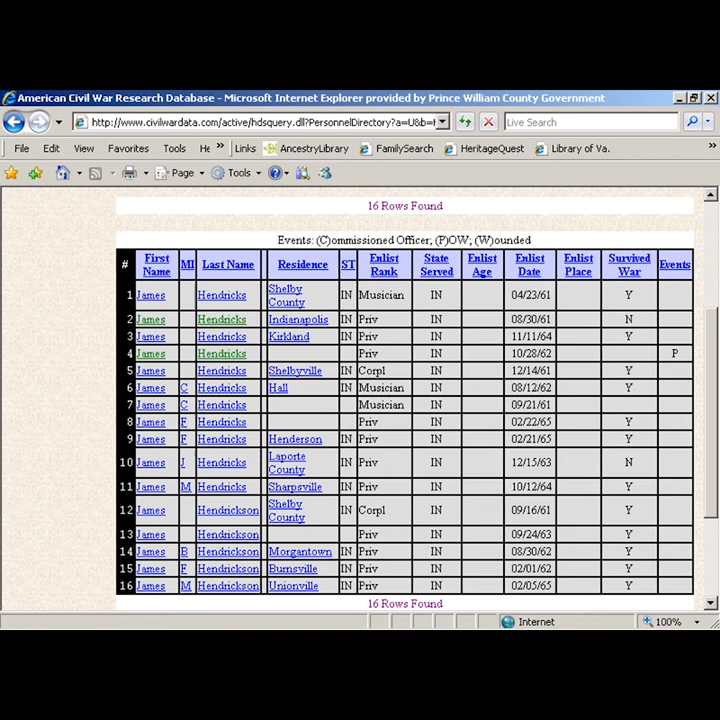 American Civil War Research Database - Microsoft Internet Explorer provided by Prince William County Government
http://www.civilwardata.com/active/hdsquery.dll?PersonnelDirectory?a=U&b=H Live Search
File Edit View Favorites Tools He » Links AncestryLibrary FamilySearch HeritageQuest Library of Va. »
Page Tools
16 Rows Found
Events: (C)ommissioned Officer; (P)OW; (W)ounded
# First Name MI Last Name Residence ST Enlist Rank State Served Enlist Age Enlist Date Enlist Place Survived War Events
1 James Hendricks Shelby County IN Musician IN 04/23/61 Y
2 James Hendricks Indianapolis IN Priv IN 08/30/61 N
3 James Hendricks Kirkland IN Priv IN 11/11/64 Y
4 James Hendricks Priv IN 10/28/62 P
5 James Hendricks Shelbyville IN Corpl IN 12/14/61 Y
6 James C Hendricks Hall IN Musician IN 08/12/62 Y
7 James C Hendricks Musician IN 09/21/61
8 James F Hendricks Priv IN 02/22/65 Y
9 James F Hendricks Henderson IN Priv IN 02/21/65 Y
10 James J Hendricks Laporte County IN Priv IN 12/15/63 N
11 James M Hendricks Sharpsville IN Priv IN 10/12/64 Y
12 James Hendrickson Shelby County IN Corpl IN 09/16/61 Y
13 James Hendrickson Priv IN 09/24/63 Y
14 James B Hendrickson Morgantown IN Priv IN 08/30/62 Y
15 James F Hendrickson Burnsville IN Priv IN 02/01/62 Y
16 James M Hendrickson Unionville IN Priv IN 02/05/65 Y
16 Rows Found
Internet 100%